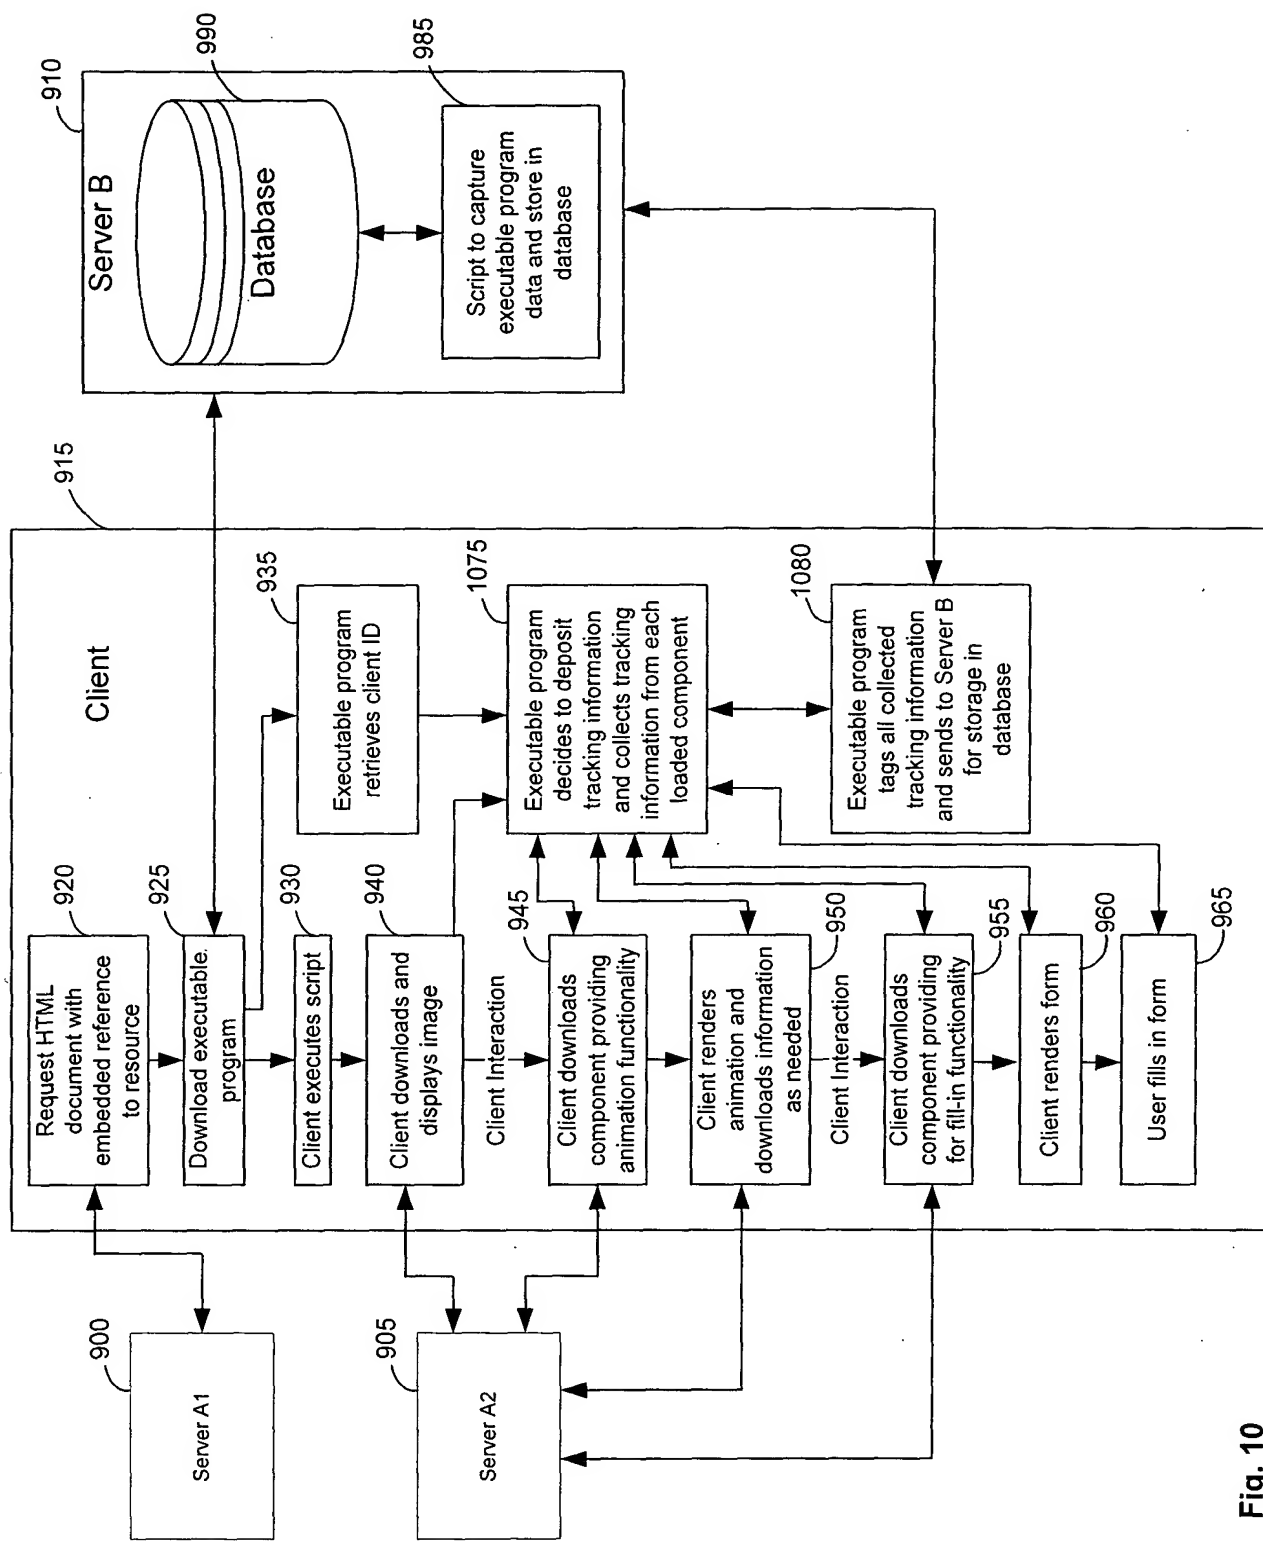 910
Server B
990
Database
985
Script to capture
executable program
data and store in
database
915
Client
920
Request HTML
document with
embedded reference
to resource
925
Download executable.
program
930
Client executes script
935
Executable program
retrieves client ID
940
Client downloads and
displays image
Client Interaction
945
Client downloads
component providing
animation functionality
950
Client renders
animation and
downloads information
as needed
Client Interaction
955
Client downloads
component providing
for fill-in functionality
960
Client renders form
965
User fills in form
1075
Executable program
decides to deposit
tracking information
and collects tracking
information from each
loaded component
1080
Executable program
tags all collected
tracking information
and sends to Server B
for storage in
database
900
Server A1
905
Server A2
Fig. 10